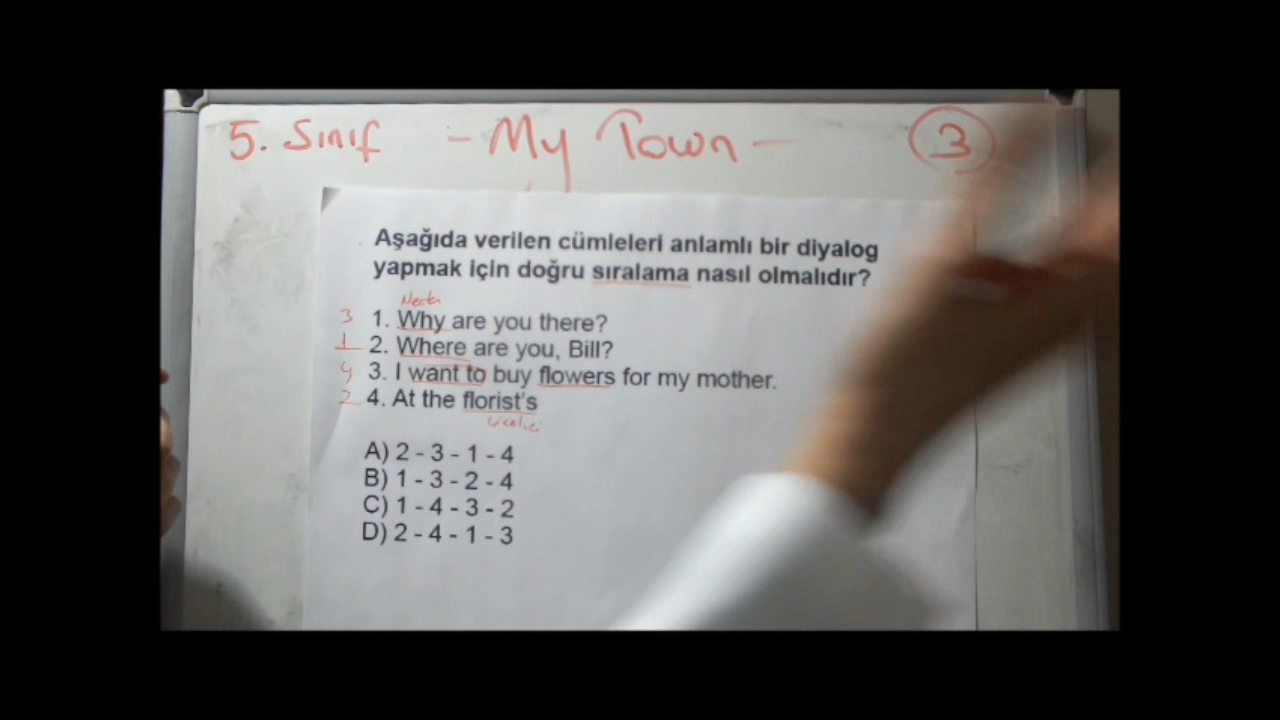 5. Sınıf - My Town - 3
Aşağıda verilen cümleleri anlamlı bir diyalog
yapmak için doğru sıralama nasıl olmalıdır?
Neden
3 1. Why are you there?
1 2. Where are you, Bill?
4 3. I want to buy flowers for my mother.
2 4. At the florist's
A) 2 - 3 - 1 - 4
B) 1 - 3 - 2 - 4
C) 1 - 4 - 3 - 2
D) 2 - 4 - 1 - 3